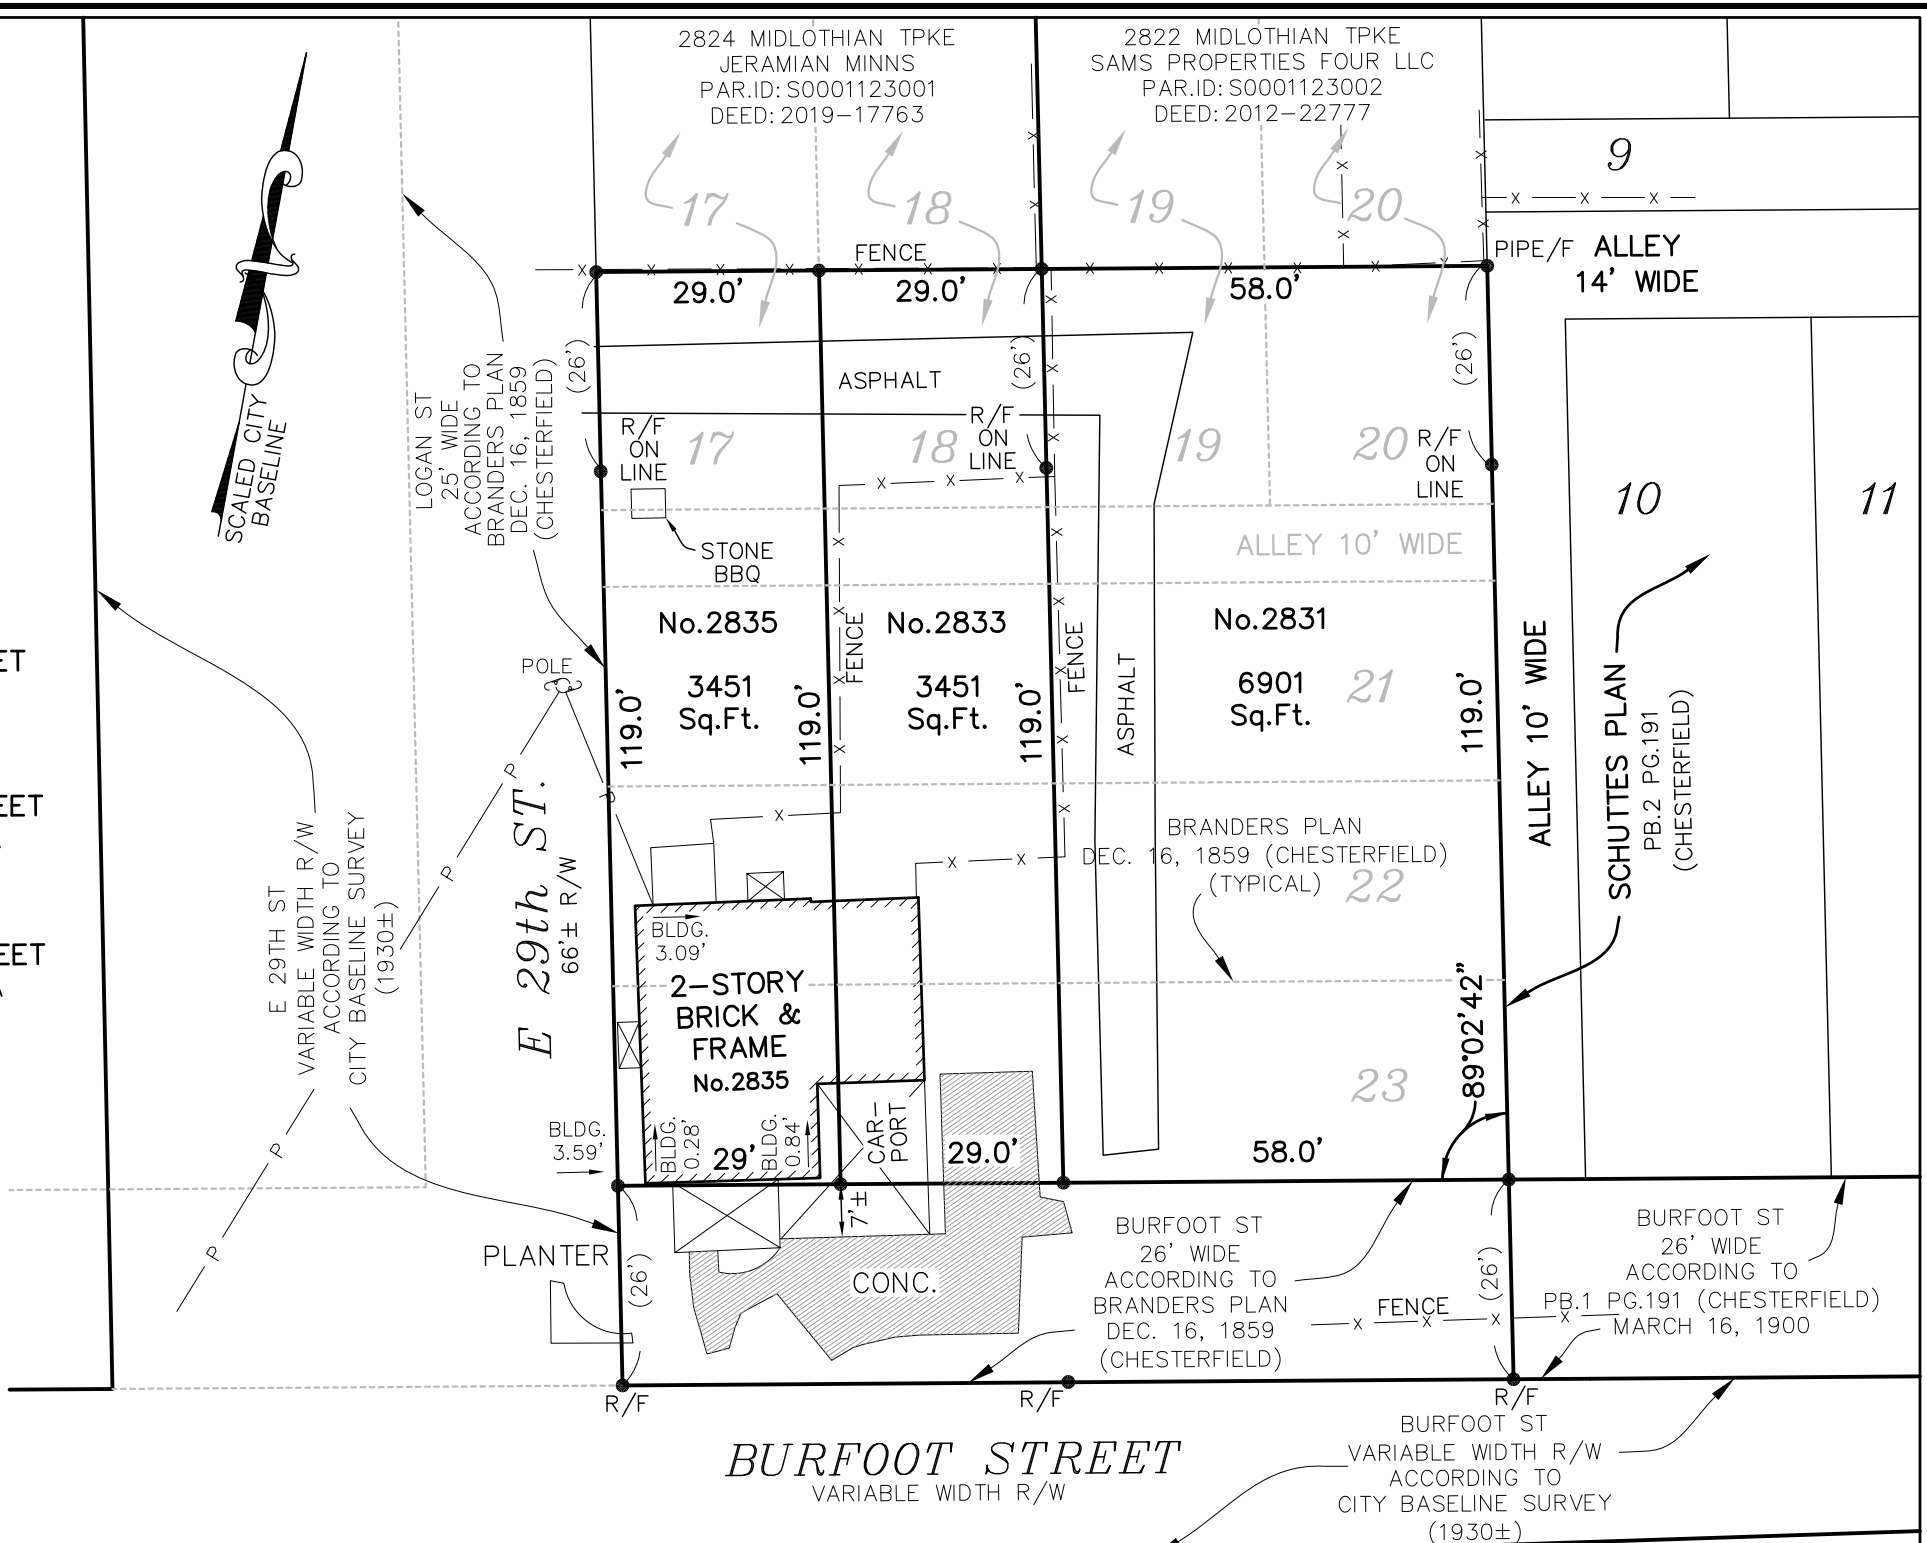 2824 MIDLOTHIAN TPKE
JERAMIAN MINNS
PAR.ID: S0001123001
DEED: 2019-17763
2822 MIDLOTHIAN TPKE
SAMS PROPERTIES FOUR LLC
PAR.ID: S0001123002
DEED: 2012-22777
9
17
18
19
20
FENCE
PIPE/F
ALLEY
14' WIDE
29.0'
29.0'
58.0'
(26')
(26')
(26')
ASPHALT
SCALED CITY
BASELINE
LOGAN ST
25' WIDE
ACCORDING TO
BRANDERS PLAN
DEC. 16, 1859
(CHESTERFIELD)
R/F
ON
LINE
17
18
R/F
ON
LINE
19
20
R/F
ON
LINE
10
11
STONE
BBQ
ALLEY 10' WIDE
No.2835
3451
Sq.Ft.
No.2833
3451
Sq.Ft.
No.2831
6901
Sq.Ft.
21
POLE
P
P
P
P
P
119.0'
119.0'
119.0'
119.0'
FENCE
FENCE
ASPHALT
ALLEY 10' WIDE
SCHUTTES PLAN
PB.2 PG.191
(CHESTERFIELD)
ET
EET
EET
E 29th ST.
66'± R/W
E 29TH ST
VARIABLE WIDTH R/W
ACCORDING TO
CITY BASELINE SURVEY
(1930±)
BRANDERS PLAN
DEC. 16, 1859 (CHESTERFIELD)
(TYPICAL)
22
BLDG.
3.09'
2-STORY
BRICK &
FRAME
No.2835
23
89°02'42"
BLDG.
3.59'
BLDG.
0.28'
29'
BLDG.
0.84'
CAR-
PORT
29.0'
58.0'
7'±
PLANTER
(26')
CONC.
BURFOOT ST
26' WIDE
ACCORDING TO
BRANDERS PLAN
DEC. 16, 1859
(CHESTERFIELD)
FENCE
(26')
BURFOOT ST
26' WIDE
ACCORDING TO
PB.1 PG.191 (CHESTERFIELD)
MARCH 16, 1900
R/F
R/F
R/F
BURFOOT STREET
VARIABLE WIDTH R/W
BURFOOT ST
VARIABLE WIDTH R/W
ACCORDING TO
CITY BASELINE SURVEY
(1930±)